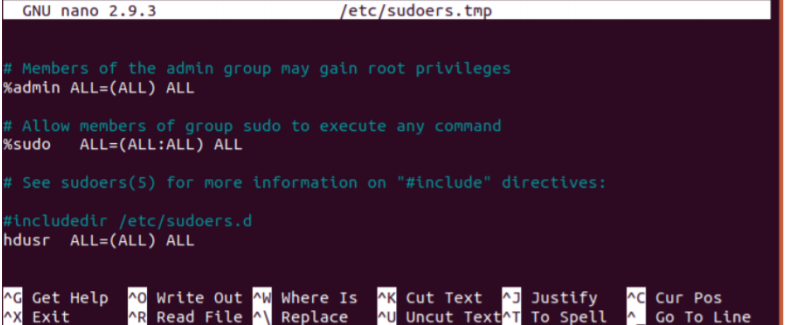 GNU nano 2.9.3 /etc/sudoers.tmp
# Members of the admin group may gain root privileges
%admin ALL=(ALL) ALL
# Allow members of group sudo to execute any command
%sudo ALL=(ALL:ALL) ALL
# See sudoers(5) for more information on "#include" directives:
#includedir /etc/sudoers.d
hdusr ALL=(ALL) ALL
^G Get Help ^O Write Out ^W Where Is ^K Cut Text ^J Justify ^C Cur Pos
^X Exit ^R Read File ^\ Replace ^U Uncut Text ^T To Spell ^_ Go To Line